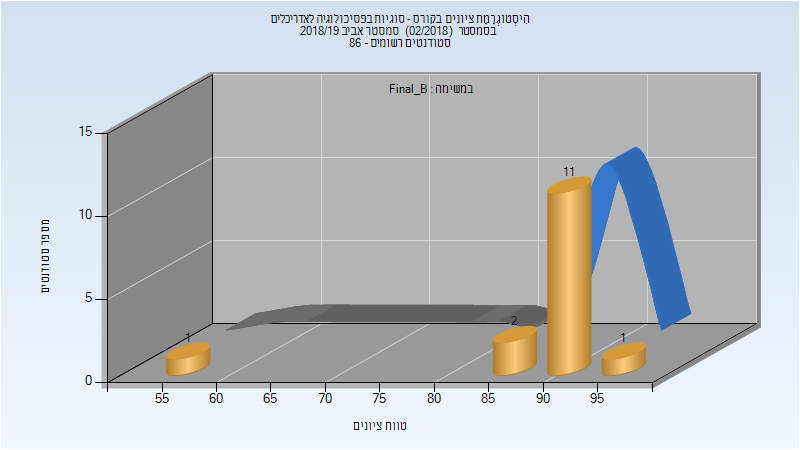 היסטוגרמת ציונים בקורס - סוגיות בפסיכולוגיה לאדריכלים
בסמסטר (02/2018) סמסטר אביב 2018/19
סטודנטים רשומים - 86
במשימה : Final_B
מספר סטודנטים
15
10
5
0
1
2
11
1
55 60 65 70 75 80 85 90 95
טווח ציונים